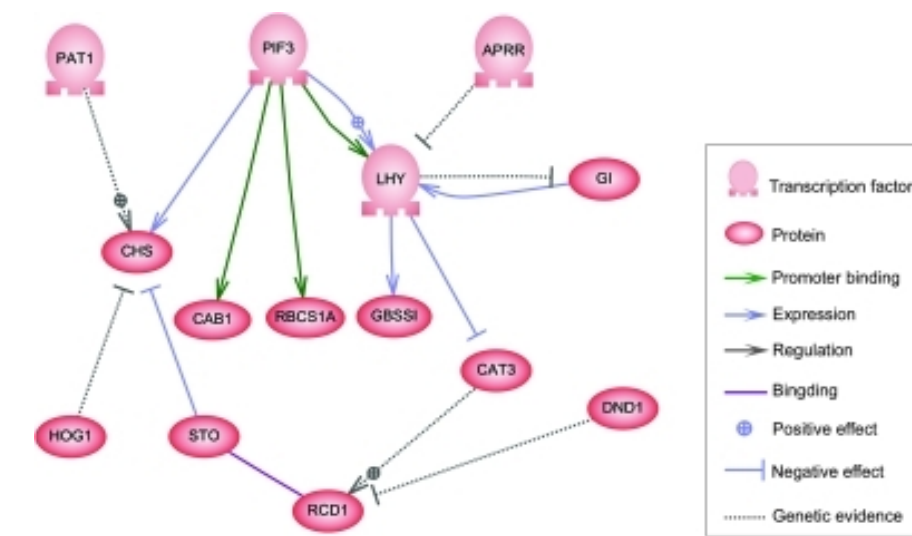 PAT1
PIF3
APRR
LHY
GI
CHS
CAB1
RBCS1A
GBSSI
CAT3
DND1
HOG1
STO
RCD1
Transcription factor
Protein
Promoter binding
Expression
Regulation
Bingding
Positive effect
Negative effect
Genetic evidence